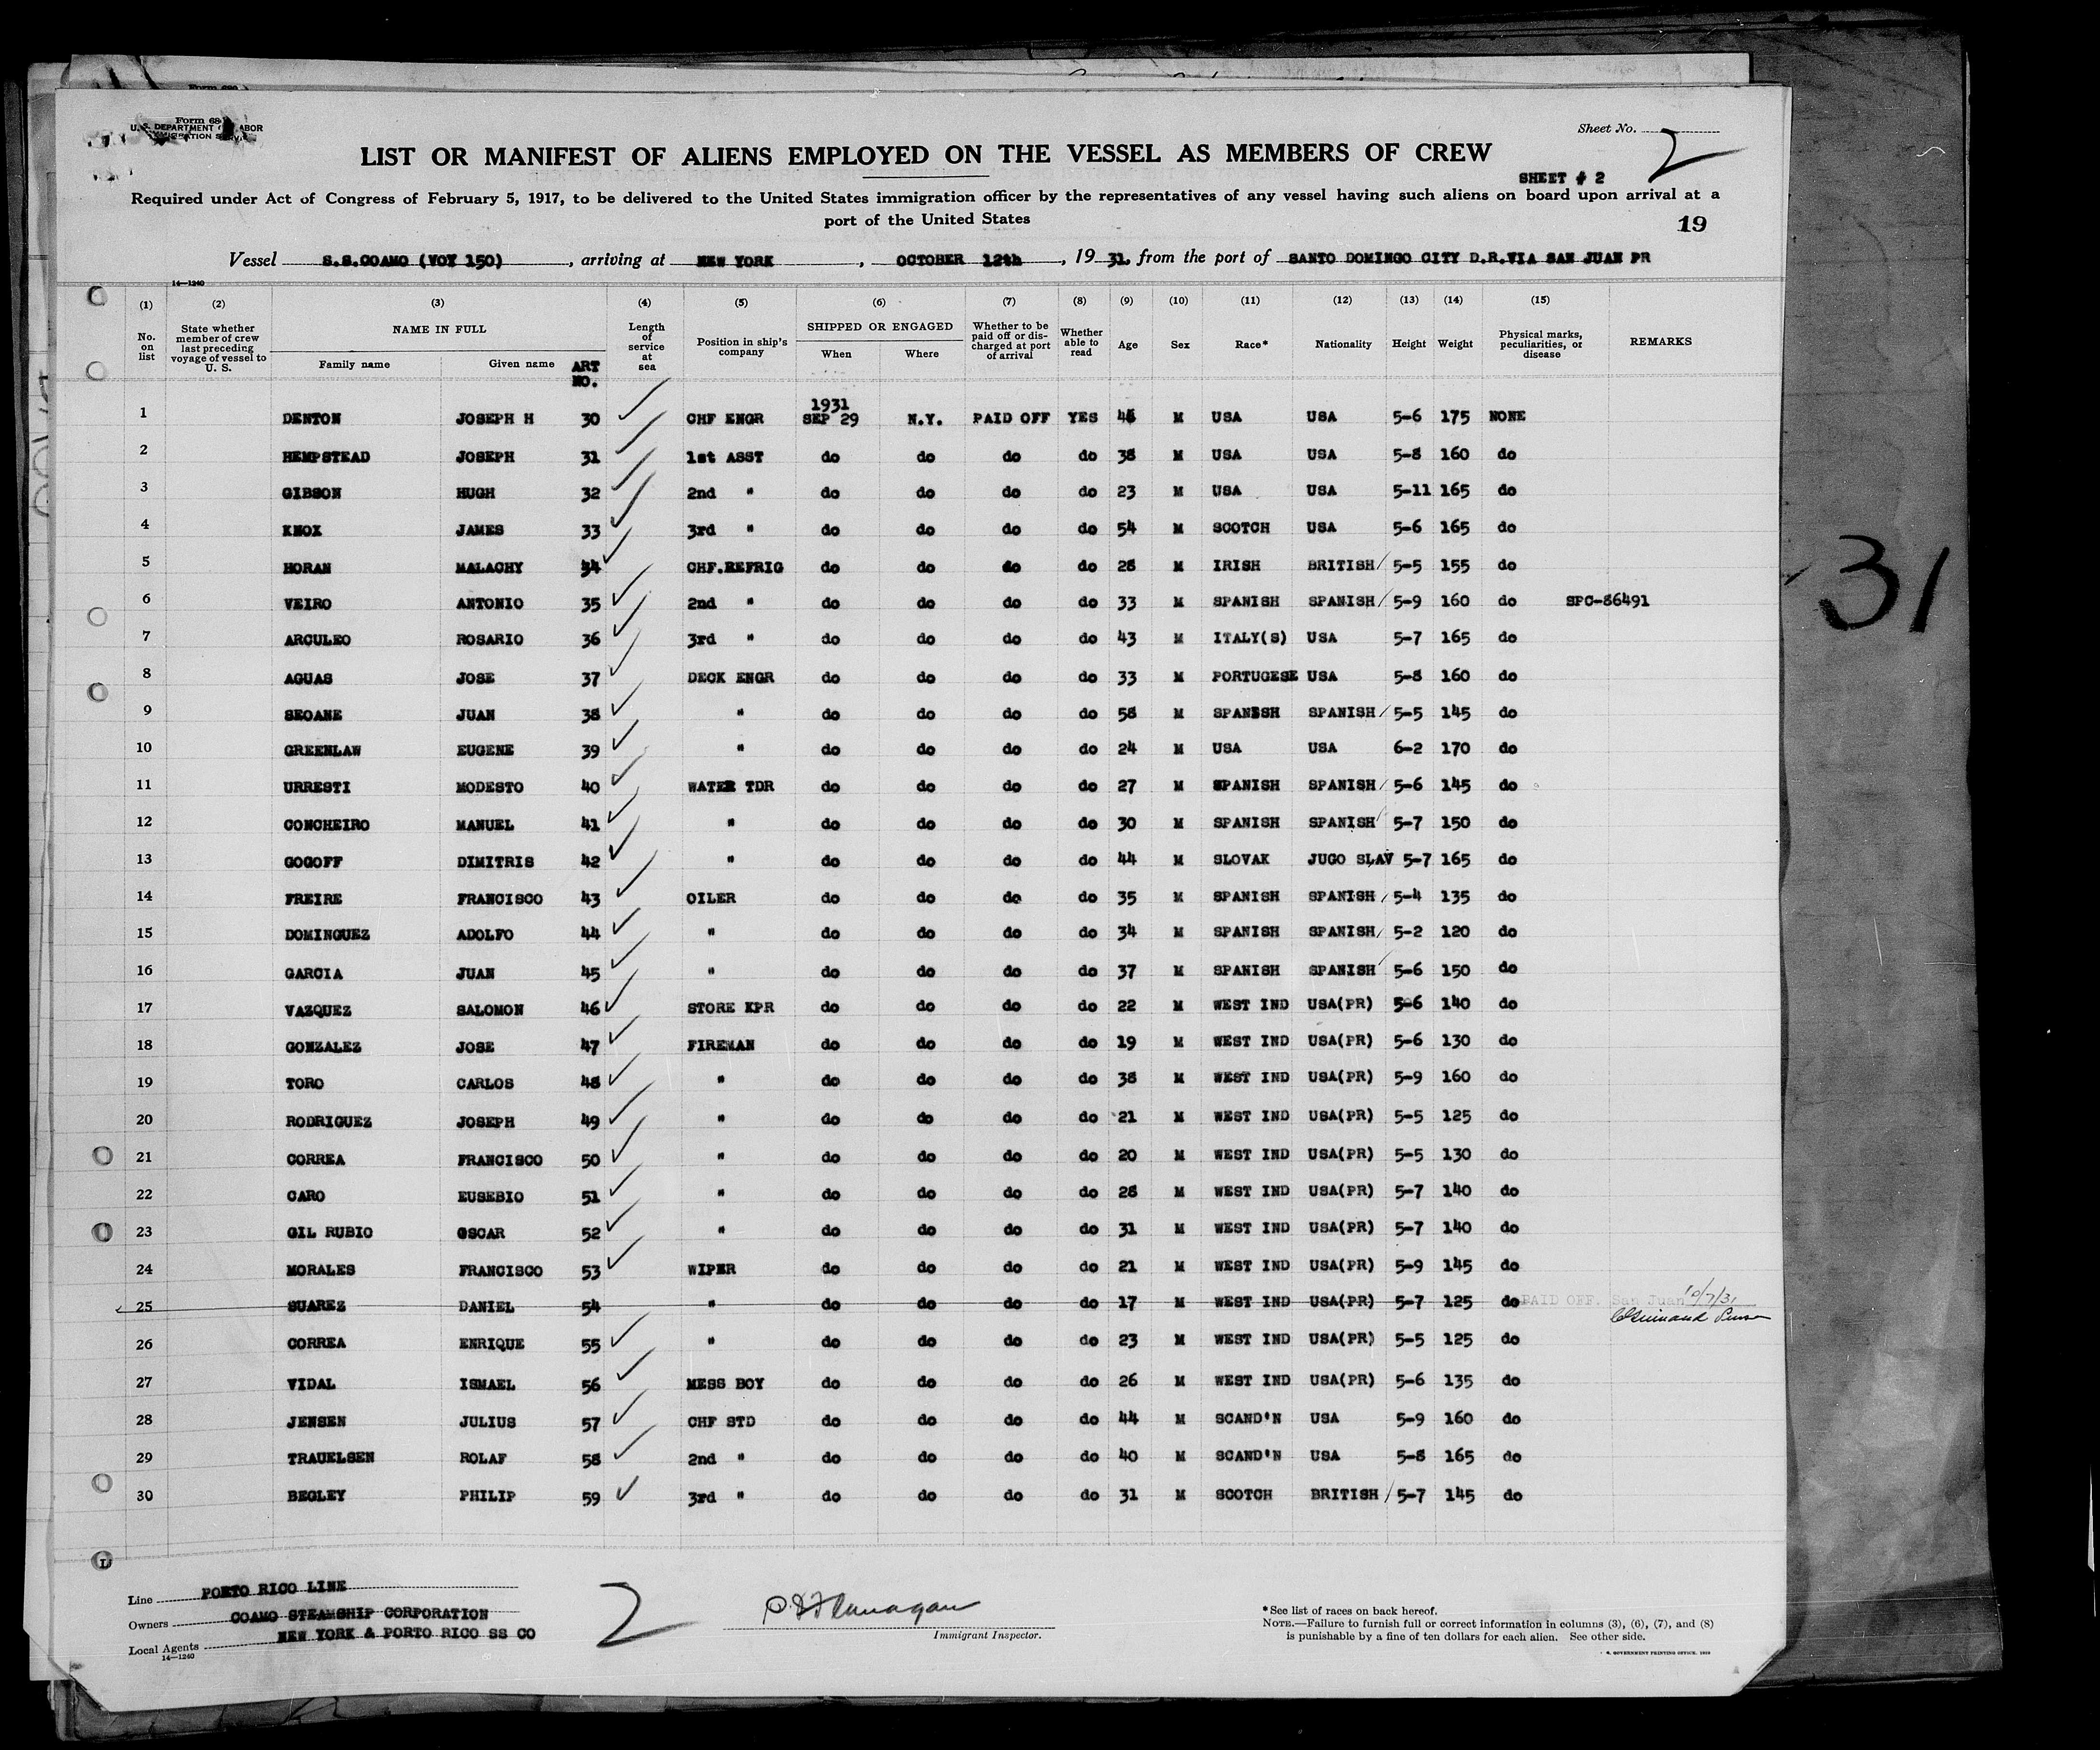 Form 68
U. S. DEPARTMENT LABOR
IMMIGRATION SERV.
Sheet No. 2
LIST OR MANIFEST OF ALIENS EMPLOYED ON THE VESSEL AS MEMBERS OF CREW
SHEET # 2
Required under Act of Congress of February 5, 1917, to be delivered to the United States immigration officer by the representatives of any vessel having such aliens on board upon arrival at a
port of the United States
19
Vessel S.S.COAMO (VOY 150), arriving at NEW YORK, OCTOBER 12th, 19 31, from the port of SANTO DOMINGO CITY D.R.VIA SAN JUAN PR
14—1240
(1) (2) (3) (4) (5) (6) (7) (8) (9) (10) (11) (12) (13) (14) (15)
No. on list State whether member of crew last preceding voyage of vessel to U. S. NAME IN FULL Family name Given name ART NO. Length of service at sea Position in ship's company SHIPPED OR ENGAGED When Where Whether to be paid off or discharged at port of arrival Whether able to read Age Sex Race* Nationality Height Weight Physical marks, peculiarities, or disease REMARKS
1931
1 DENTON JOSEPH H 30 CHF ENGR SEP 29 N.Y. PAID OFF YES M USA USA 5-6 175 NONE
2 HEMPSTEAD JOSEPH 31 1st ASST do do do do 38 M USA USA 5-8 160 do
3 GIBSON HUGH 32 2nd " do do do do 23 M USA USA 5-11 165 do
4 KNOX JAMES 33 3rd " do do do do 54 M SCOTCH USA 5-6 165 do
5 HORAN MALACHY 34 CHF.REFRIG do do do do 28 M IRISH BRITISH 5-5 155 do
6 VEIRO ANTONIO 35 2nd " do do do do 33 M SPANISH SPANISH 5-9 160 do SPC-86491
7 ARCULEO ROSARIO 36 3rd " do do do do 43 M ITALY(S) USA 5-7 165 do
8 AGUAS JOSE 37 DECK ENGR do do do do 33 M PORTUGESE USA 5-8 160 do
9 SEOANE JUAN 38 " do do do do 58 M SPANISH SPANISH 5-5 145 do
10 GREENLAW EUGENE 39 " do do do do 24 M USA USA 6-2 170 do
11 URRESTI MODESTO 40 WATER TDR do do do do 27 M SPANISH SPANISH 5-6 145 do
12 CONCHEIRO MANUEL 41 " do do do do 30 M SPANISH SPANISH 5-7 150 do
13 GOGOFF DIMITRIS 42 " do do do do 44 M SLOVAK JUGO SLAV 5-7 165 do
14 FREIRE FRANCISCO 43 OILER do do do do 35 M SPANISH SPANISH 5-4 135 do
15 DOMINGUEZ ADOLFO 44 " do do do do 34 M SPANISH SPANISH 5-2 120 do
16 GARCIA JUAN 45 " do do do do 37 M SPANISH SPANISH 5-6 150 do
17 VAZQUEZ SALOMON 46 STORE KPR do do do do 22 M WEST IND USA(PR) 5-6 140 do
18 GONZALEZ JOSE 47 FIREMAN do do do do 19 M WEST IND USA(PR) 5-6 130 do
19 TORO CARLOS 48 " do do do do 38 M WEST IND USA(PR) 5-9 160 do
20 RODRIGUEZ JOSEPH 49 " do do do do 21 M WEST IND USA(PR) 5-5 125 do
21 CORREA FRANCISCO 50 " do do do do 20 M WEST IND USA(PR) 5-5 130 do
22 CARO EUSEBIO 51 " do do do do 28 M WEST IND USA(PR) 5-7 140 do
23 GIL RUBIO OSCAR 52 " do do do do 31 M WEST IND USA(PR) 5-7 140 do
24 MORALES FRANCISCO 53 WIPER do do do do 21 M WEST IND USA(PR) 5-9 145 do
25 SUAREZ DANIEL 54 " do do do do 17 M WEST IND USA(PR) 5-7 125 do PAID OFF. San Juan 10/7/31
26 CORREA ENRIQUE 55 " do do do do 23 M WEST IND USA(PR) 5-5 125 do
27 VIDAL ISMAEL 56 MESS BOY do do do do 26 M WEST IND USA(PR) 5-6 135 do
28 JENSEN JULIUS 57 CHF STD do do do do 44 M SCAND'N USA 5-9 160 do
29 TRAUELSEN ROLAF 58 2nd " do do do do 40 M SCAND'N USA 5-8 165 do
30 BEGLEY PHILIP 59 3rd " do do do do 31 M SCOTCH BRITISH 5-7 145 do
31
Line PORTO RICO LINE
Owners COAMO STEAMSHIP CORPORATION
Local Agents NEW YORK & PORTO RICO SS CO
14—1240
2
Flanagan
Immigrant Inspector.
*See list of races on back hereof.
NOTE.—Failure to furnish full or correct information in columns (3), (6), (7), and (8)
is punishable by a fine of ten dollars for each alien. See other side.
GOVERNMENT PRINTING OFFICE